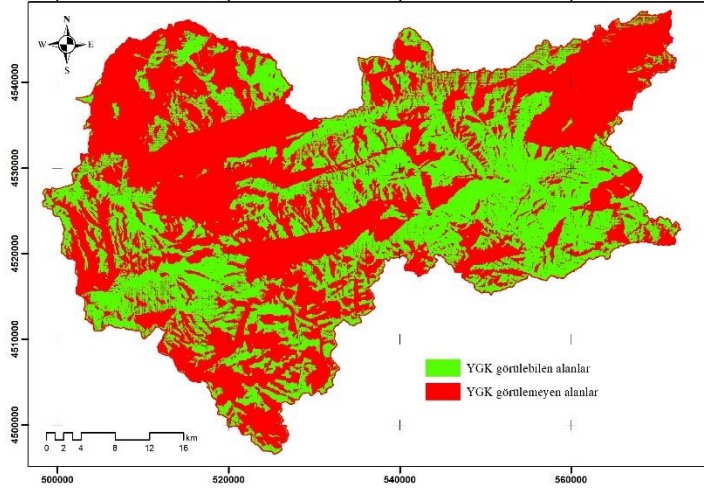 N
W E
S
4540000
4530000
4520000
4510000
4500000
YGK görülebilen alanlar
YGK görülemeyen alanlar
km
0 2 4 8 12 16
500000 520000 540000 560000